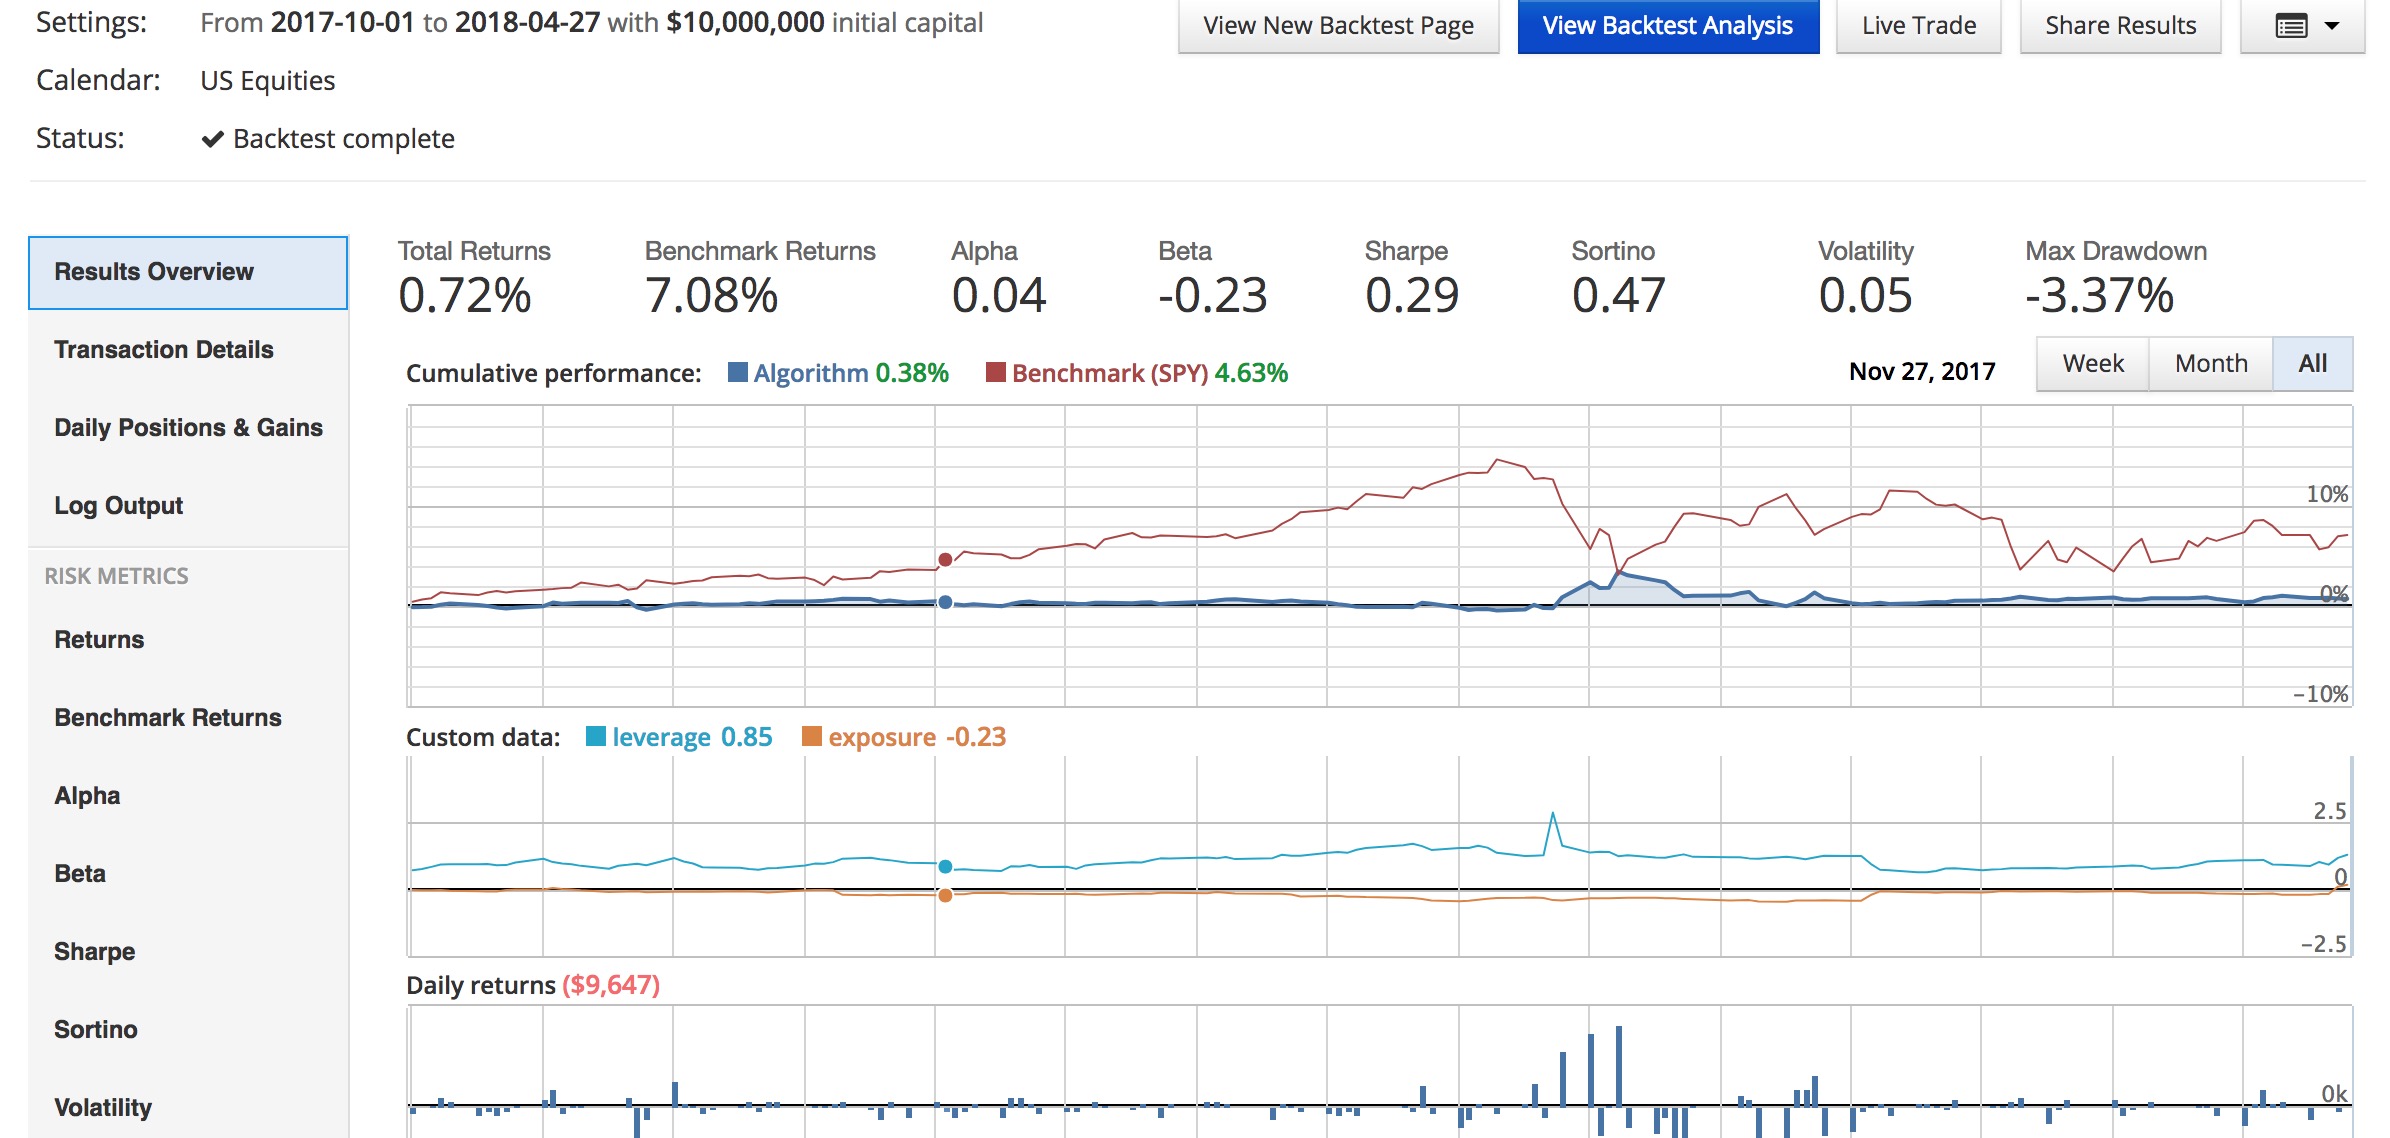 Settings: From 2017-10-01 to 2018-04-27 with $10,000,000 initial capital
View New Backtest Page View Backtest Analysis Live Trade Share Results
Calendar: US Equities
Status: Backtest complete
Results Overview
Transaction Details
Daily Positions & Gains
Log Output
RISK METRICS
Returns
Benchmark Returns
Alpha
Beta
Sharpe
Sortino
Volatility
Total Returns Benchmark Returns Alpha Beta Sharpe Sortino Volatility Max Drawdown
0.72% 7.08% 0.04 -0.23 0.29 0.47 0.05 -3.37%
Cumulative performance: Algorithm 0.38% Benchmark (SPY) 4.63% Nov 27, 2017 Week Month All
10%
0%
−10%
Custom data: leverage 0.85 exposure -0.23
2.5
0
−2.5
Daily returns ($9,647)
0k